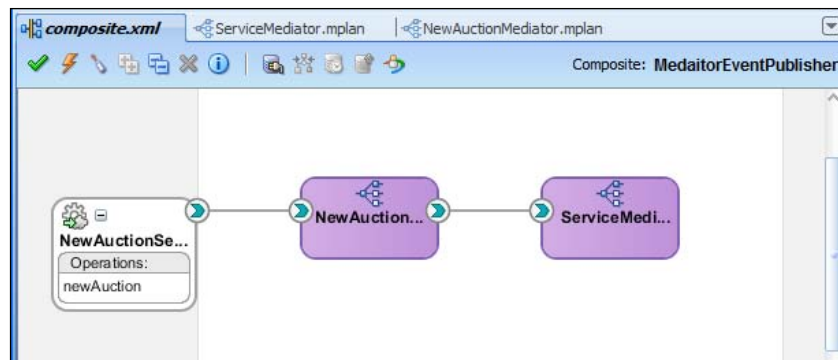 composite.xml ServiceMediator.mplan NewAuctionMediator.mplan
Composite: MedaitorEventPublisher
NewAuctionSe...
Operations:
newAuction
NewAuction...
ServiceMedi...